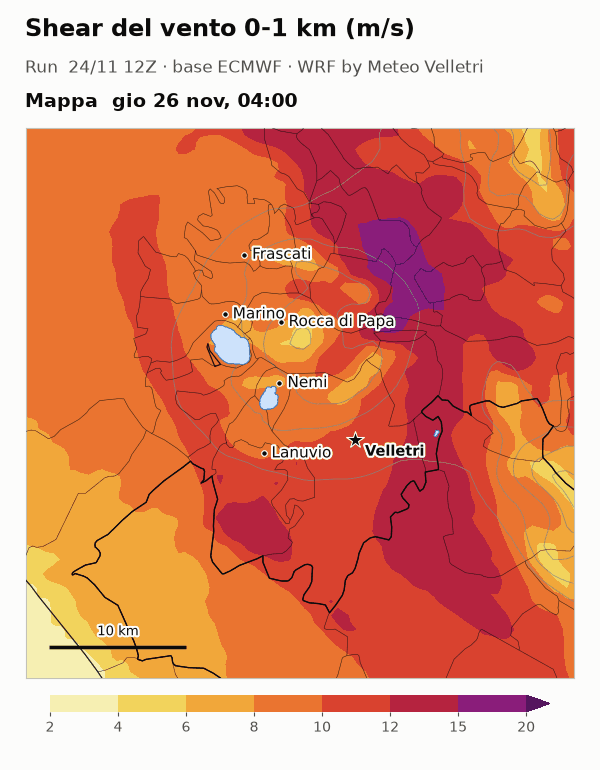 Shear del vento 0-1 km (m/s)
Run  24/11 12Z · base ECMWF · WRF by Meteo Velletri
Mappa  gio 26 nov, 04:00
Frascati
Marino
Rocca di Papa
Nemi
Velletri
Lanuvio
10 km
2 4 6 8 10 12 15 20